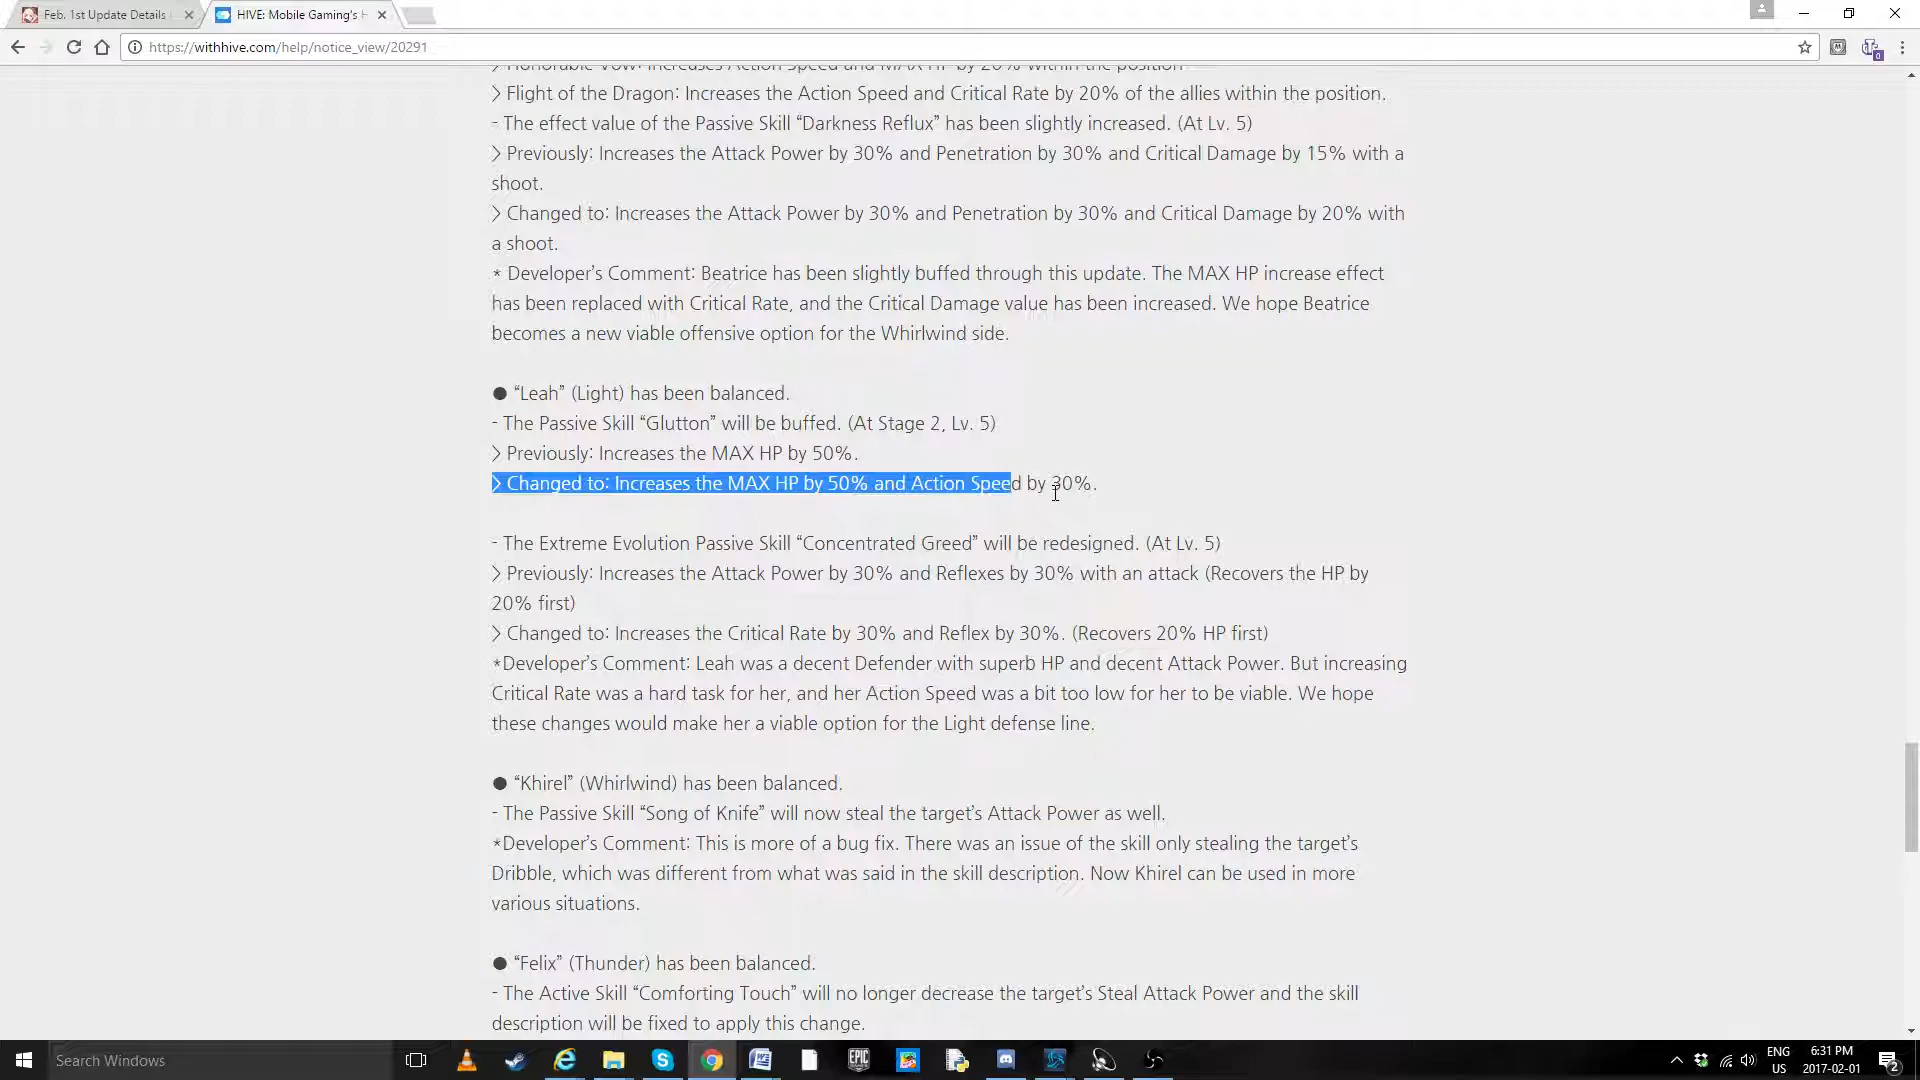 Feb. 1st Update Details
HIVE: Mobile Gaming's H
https://withhive.com/help/notice_view/20291
0
> Honorable Vow: Increases Action Speed and MAX HP by 20% within the position
> Flight of the Dragon: Increases the Action Speed and Critical Rate by 20% of the allies within the position.
- The effect value of the Passive Skill “Darkness Reflux” has been slightly increased. (At Lv. 5)
> Previously: Increases the Attack Power by 30% and Penetration by 30% and Critical Damage by 15% with a
shoot.
> Changed to: Increases the Attack Power by 30% and Penetration by 30% and Critical Damage by 20% with
a shoot.
* Developer’s Comment: Beatrice has been slightly buffed through this update. The MAX HP increase effect
has been replaced with Critical Rate, and the Critical Damage value has been increased. We hope Beatrice
becomes a new viable offensive option for the Whirlwind side.
● “Leah” (Light) has been balanced.
- The Passive Skill “Glutton” will be buffed. (At Stage 2, Lv. 5)
> Previously: Increases the MAX HP by 50%.
> Changed to: Increases the MAX HP by 50% and Action Speed by 30%.
- The Extreme Evolution Passive Skill “Concentrated Greed” will be redesigned. (At Lv. 5)
> Previously: Increases the Attack Power by 30% and Reflexes by 30% with an attack (Recovers the HP by
20% first)
> Changed to: Increases the Critical Rate by 30% and Reflex by 30%. (Recovers 20% HP first)
*Developer’s Comment: Leah was a decent Defender with superb HP and decent Attack Power. But increasing
Critical Rate was a hard task for her, and her Action Speed was a bit too low for her to be viable. We hope
these changes would make her a viable option for the Light defense line.
● “Khirel” (Whirlwind) has been balanced.
- The Passive Skill “Song of Knife” will now steal the target’s Attack Power as well.
*Developer’s Comment: This is more of a bug fix. There was an issue of the skill only stealing the target’s
Dribble, which was different from what was said in the skill description. Now Khirel can be used in more
various situations.
● “Felix” (Thunder) has been balanced.
- The Active Skill “Comforting Touch” will no longer decrease the target’s Steal Attack Power and the skill
description will be fixed to apply this change.
Search Windows
EPIC
GAMES
ENG
US
6:31 PM
2017-02-01
2